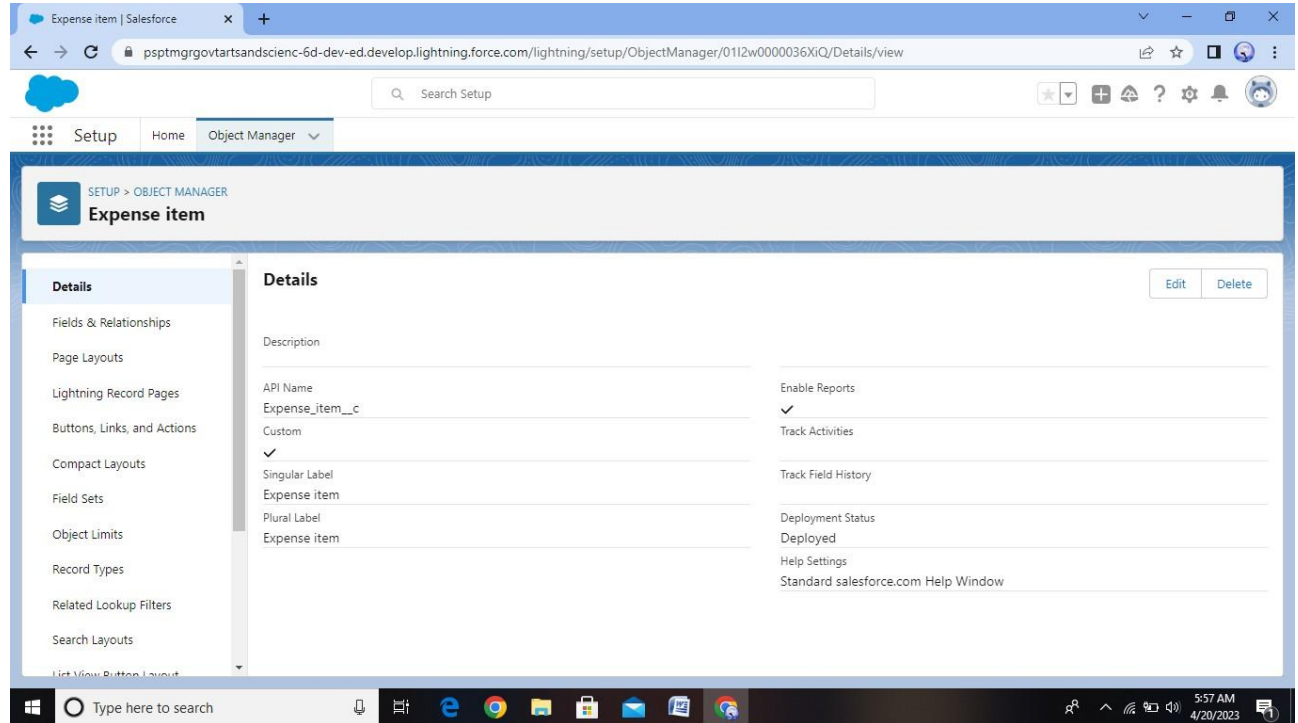 Expense item | Salesforce
psptmgrgovtartsandscienc-6d-dev-ed.develop.lightning.force.com/lightning/setup/ObjectManager/01I2w0000036XiQ/Details/view
Search Setup
Setup Home Object Manager
SETUP > OBJECT MANAGER
Expense item
Details
Fields & Relationships
Page Layouts
Lightning Record Pages
Buttons, Links, and Actions
Compact Layouts
Field Sets
Object Limits
Record Types
Related Lookup Filters
Search Layouts
List View Button Layout
Details
Edit Delete
Description
API Name
Expense_item__c
Custom
Singular Label
Expense item
Plural Label
Expense item
Enable Reports
Track Activities
Track Field History
Deployment Status
Deployed
Help Settings
Standard salesforce.com Help Window
Type here to search
5:57 AM
4/20/2023